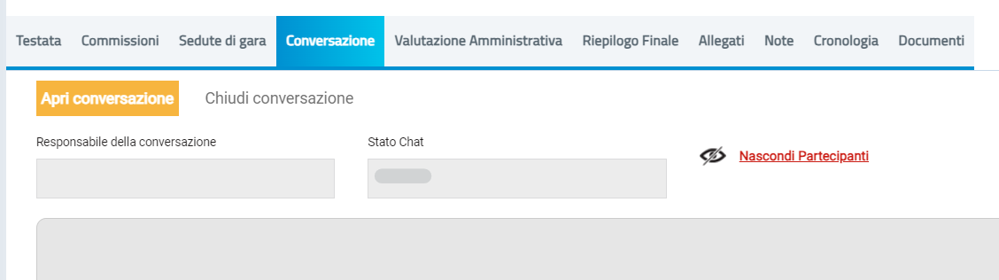 Testata Commissioni Sedute di gara Conversazione Valutazione Amministrativa Riepilogo Finale Allegati Note Cronologia Documenti
Apri conversazione Chiudi conversazione
Responsabile della conversazione Stato Chat
Nascondi Partecipanti